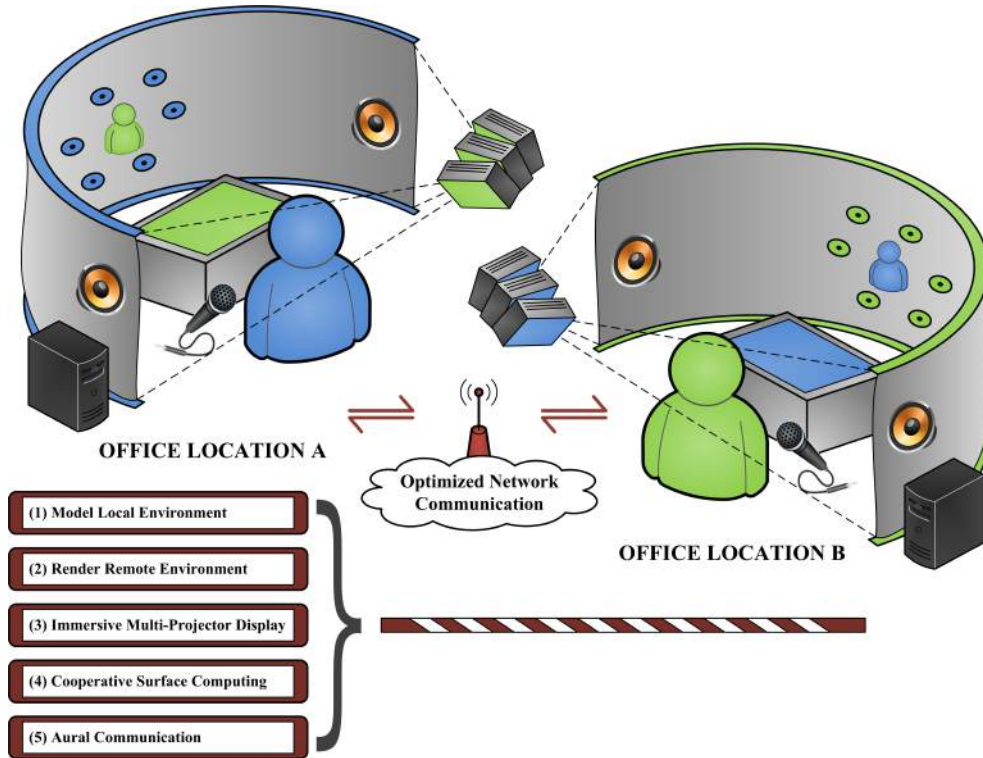 OFFICE LOCATION A
Optimized Network
Communication
OFFICE LOCATION B
(1) Model Local Environment
(2) Render Remote Environment
(3) Immersive Multi-Projector Display
(4) Cooperative Surface Computing
(5) Aural Communication